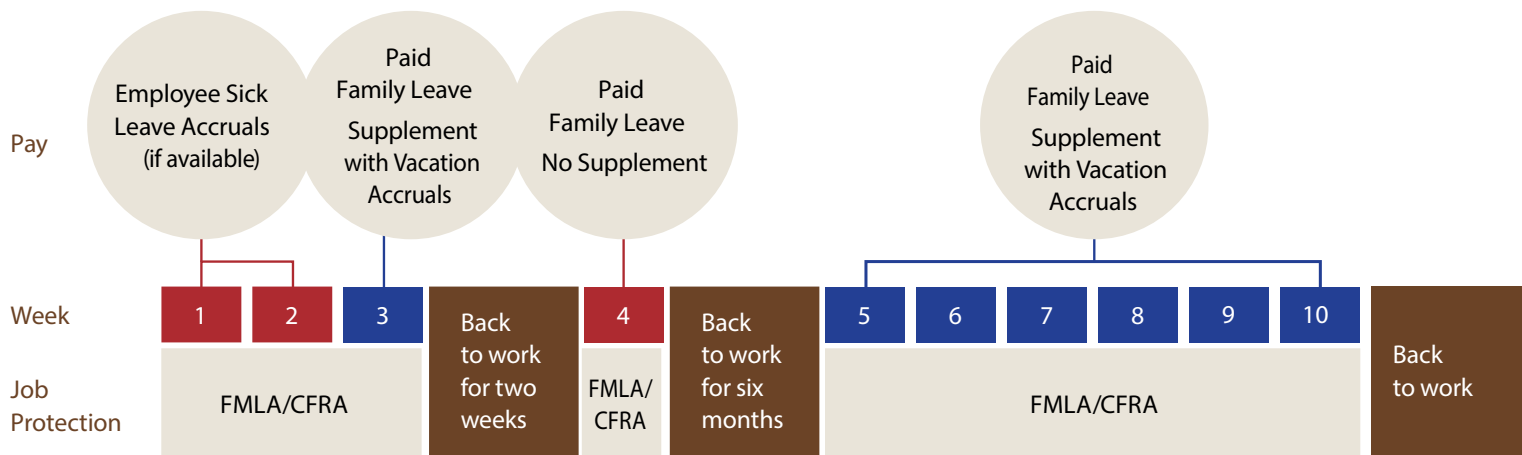 Pay
Employee Sick
Leave Accruals
(if available)
Paid
Family Leave
Supplement
with Vacation
Accruals
Paid
Family Leave
No Supplement
Paid
Family Leave
Supplement
with Vacation
Accruals
Week
1
2
3
Back
to work
for two
weeks
4
Back
to work
for six
months
5
6
7
8
9
10
Back
to work
Job
Protection
FMLA/CFRA
FMLA/
CFRA
FMLA/CFRA